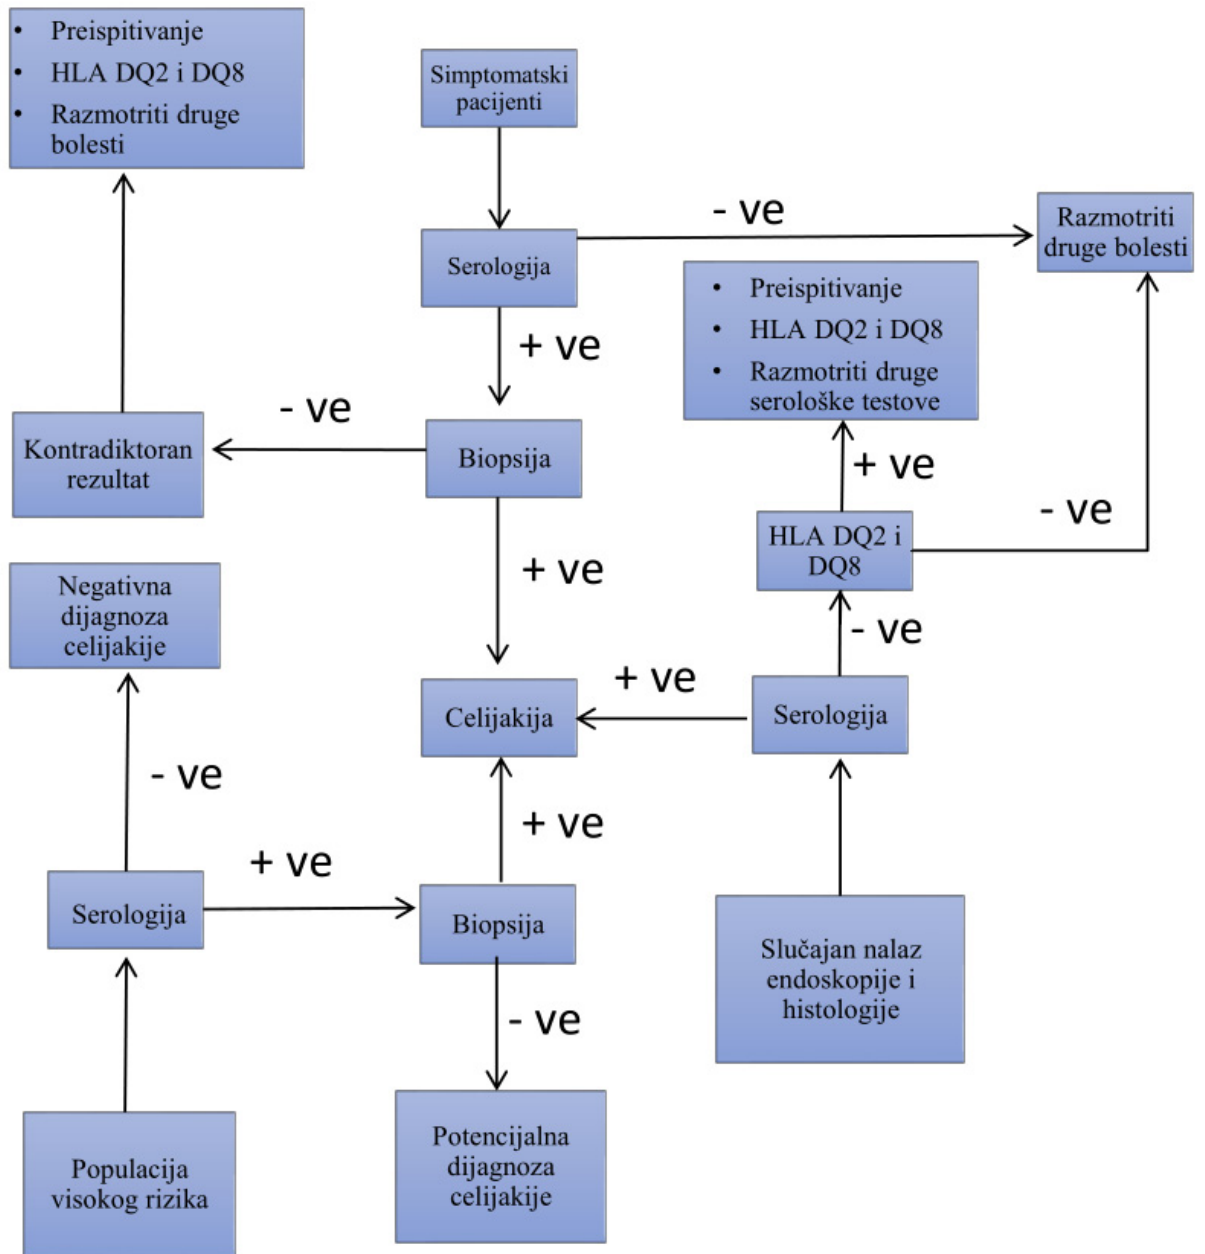 • Preispitivanje
• HLA DQ2 i DQ8
• Razmotriti druge
bolesti
Simptomatski
pacijenti
- ve
Razmotriti
druge bolesti
Serologija
• Preispitivanje
• HLA DQ2 i DQ8
• Razmotriti druge
serološke testove
+ ve
- ve
Kontradiktoran
rezultat
Biopsija
+ ve
- ve
HLA DQ2 i
DQ8
+ ve
- ve
Negativna
dijagnoza
celijakije
+ ve
Celijakija
Serologija
- ve
+ ve
+ ve
Serologija
Biopsija
Slučajan nalaz
endoskopije i
histologije
- ve
Populacija
visokog rizika
Potencijalna
dijagnoza
celijakije